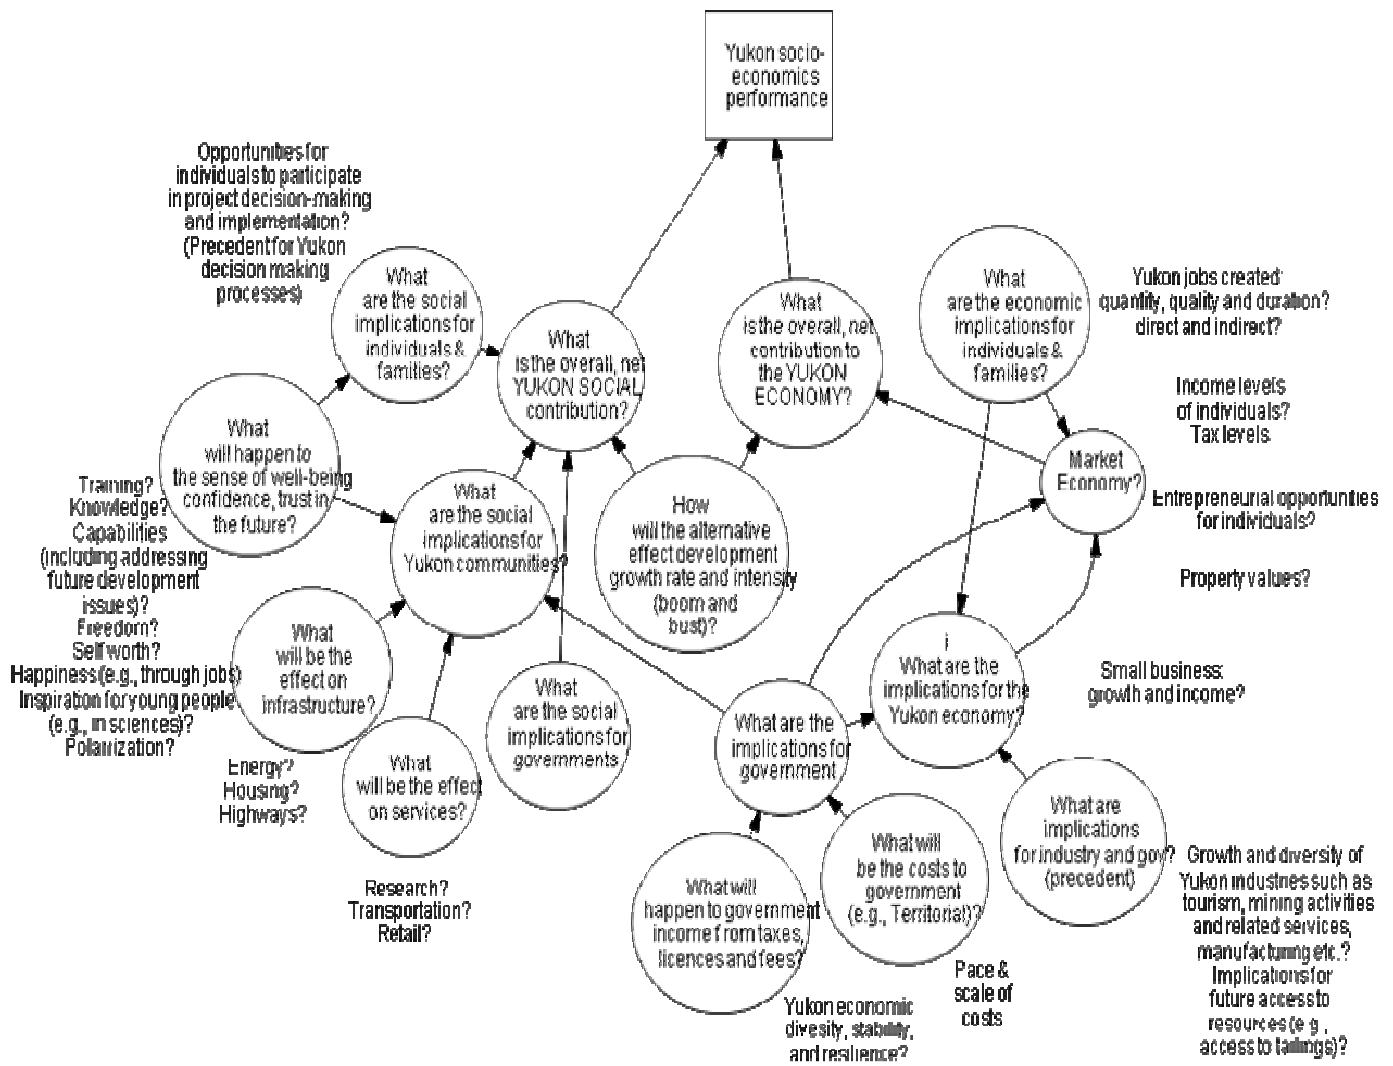 Yukon socio-
economics
performance
Opportunities for
individuals to participate
in project decision-making
and implementation?
(Precedent for Yukon
decision making
processes)
What
are the social
implications for
individuals &
families?
What
is the overall, net
YUKON SOCIAL
contribution?
What
is the overall, net
contribution to
the YUKON
ECONOMY?
What
are the economic
implications for
individuals &
families?
Yukon jobs created:
quantity, quality and duration?
direct and indirect?
Income levels
of individuals?
Tax levels
Market
Economy?
Entrepreneurial opportunities
for individuals?
Property values?
Small business:
growth and income?
What
will happen to
the sense of well-being
confidence, trust in
the future?
Training?
Knowledge?
Capabilities
(including addressing
future development
issues)?
Freedom?
Self worth?
Happiness (e.g., through jobs)
Inspiration for young people
(e.g., in sciences)?
Polarrization?
What
are the social
implications for
Yukon communities?
How
will the alternative
effect development
growth rate and intensity
(boom and
bust)?
What
will be the
effect on
infrastructure?
Energy?
Housing?
Highways?
What
will be the effect
on services?
Research?
Transportation?
Retail?
What
are the social
implications for
governments
What are the
implications for
government
i
What are the
implications for the
Yukon economy?
What are
implications
for industry and gov?
(precedent)
What will
happen to government
income from taxes,
licences and fees?
What will
be the costs to
government
(e.g., Territorial)?
Pace &
scale of
costs
Yukon economic
divesity, stability,
and resilience?
Growth and diversity of
Yukon industries such as
tourism, mining activities
and related services,
manufacturing etc.?
Implications for
future access to
resources (e.g.,
access to tailings)?